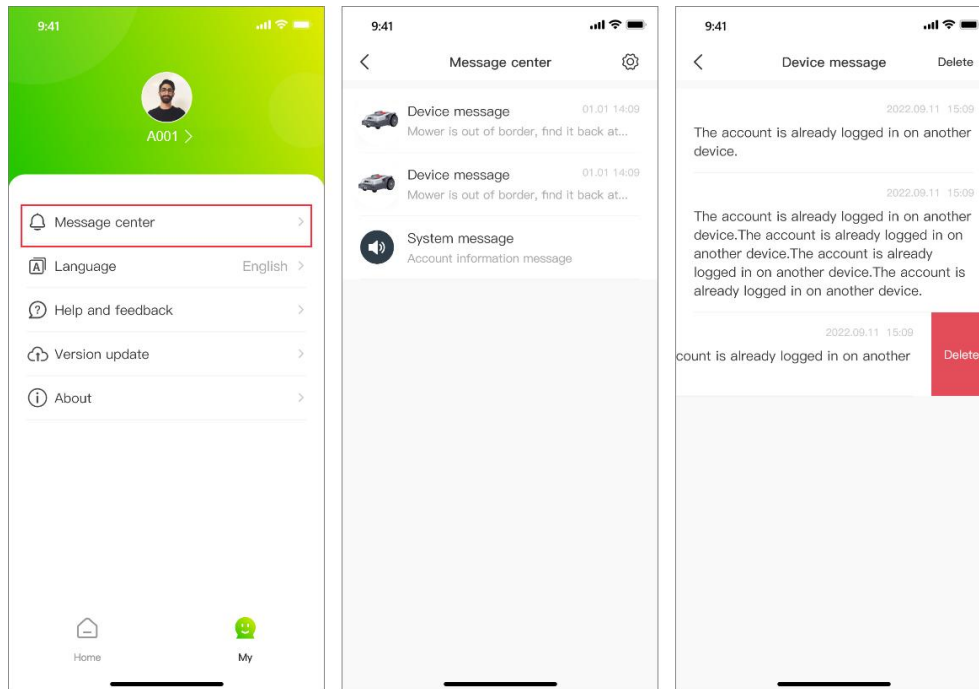 9:41
A001
Message center
Language
English
Help and feedback
Version update
About
Home
My
9:41
Message center
Device message
01.01 14:09
Mower is out of border, find it back at...
Device message
01.01 14:09
Mower is out of border, find it back at...
System message
Account information message
9:41
Device message
Delete
2022.09.11 15:09
The account is already logged in on another
device.
2022.09.11 15:09
The account is already logged in on another
device.The account is already logged in on
another device.The account is already
logged in on another device.The account is
already logged in another device.
2022.09.11 15:09
count is already logged in on another
Delete